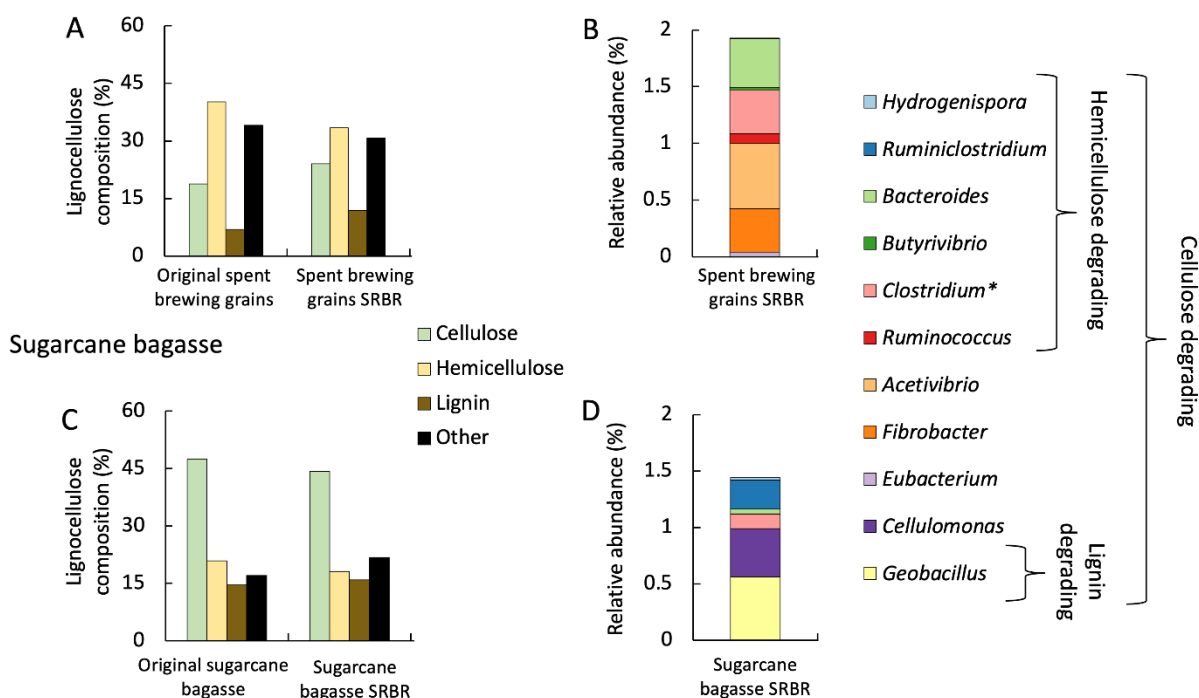 A
60
45
30
15
0
Lignocellulose
composition (%)
Original spent
brewing grains
Spent brewing
grains SRBR
B
2
1.5
1
0.5
0
Relative abundance (%)
Spent brewing
grains SRBR
Hydrogenispora
Ruminiclostridium
Bacteroides
Butyrivibrio
Clostridium*
Ruminococcus
Acetivibrio
Fibrobacter
Eubacterium
Cellulomonas
Geobacillus
Hemicellulose degrading
Lignin
degrading
Cellulose degrading
Sugarcane bagasse
Cellulose
Hemicellulose
Lignin
Other
C
60
45
30
15
0
Lignocellulose
composition (%)
Original sugarcane
bagasse
Sugarcane
bagasse SRBR
D
2
1.5
1
0.5
0
Relative abundance (%)
Sugarcane
bagasse SRBR